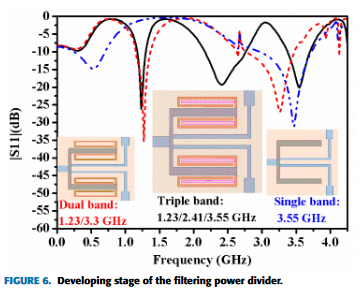 0
-5
-10
-15
-20
-25
-30
-35
-40
-45
-50
-55
-60
|S11|(dB)
Dual band:
1.23/3.3 GHz
Triple band:
1.23/2.41/3.55 GHz
Single band:
3.55 GHz
0.0 0.5 1.0 1.5 2.0 2.5 3.0 3.5 4.0
Frequency (GHz)
FIGURE 6. Developing stage of the filtering power divider.